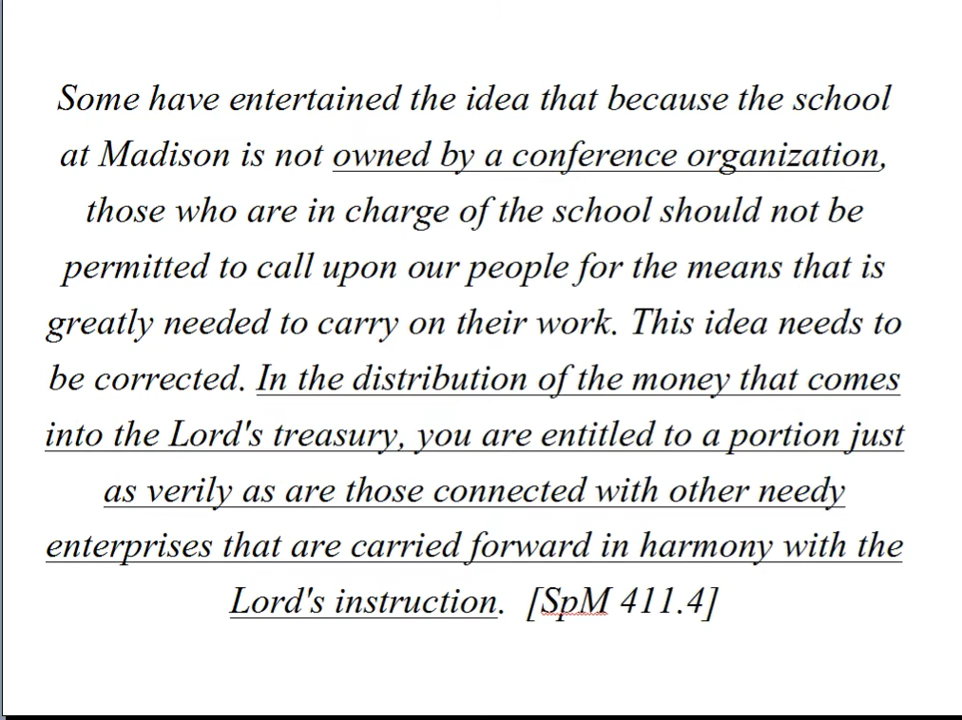 Some have entertained the idea that because the school
at Madison is not owned by a conference organization,
those who are in charge of the school should not be
permitted to call upon our people for the means that is
greatly needed to carry on their work. This idea needs to
be corrected. In the distribution of the money that comes
into the Lord's treasury, you are entitled to a portion just
as verily as are those connected with other needy
enterprises that are carried forward in harmony with the
Lord's instruction.  [SpM 411.4]